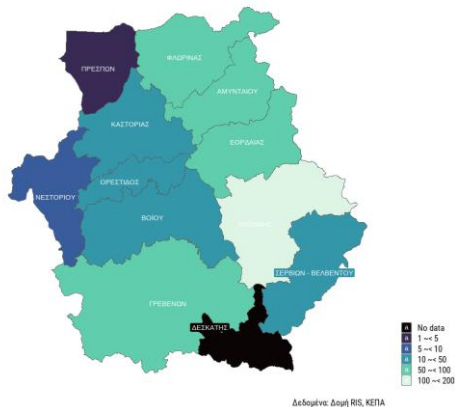 ΦΛΩΡΙΝΑΣ
ΠΡΕΣΠΩΝ
ΑΜΥΝΤΑΙΟΥ
ΚΑΣΤΟΡΙΑΣ
ΕΟΡΔΑΙΑΣ
ΟΡΕΣΤΙΔΟΣ
ΝΕΣΤΟΡΙΟΥ
ΒΟΪΟΥ
ΣΕΡΒΙΩΝ - ΒΕΛΒΕΝΤΟΥ
ΓΡΕΒΕΝΩΝ
ΔΕΣΚΑΤΗΣ
a No data
a 1 ~< 5
a 5 ~< 10
a 10 ~< 50
a 50 ~< 100
a 100 ~< 200
Δεδομένα: Δομή RIS, ΚΕΠΑ